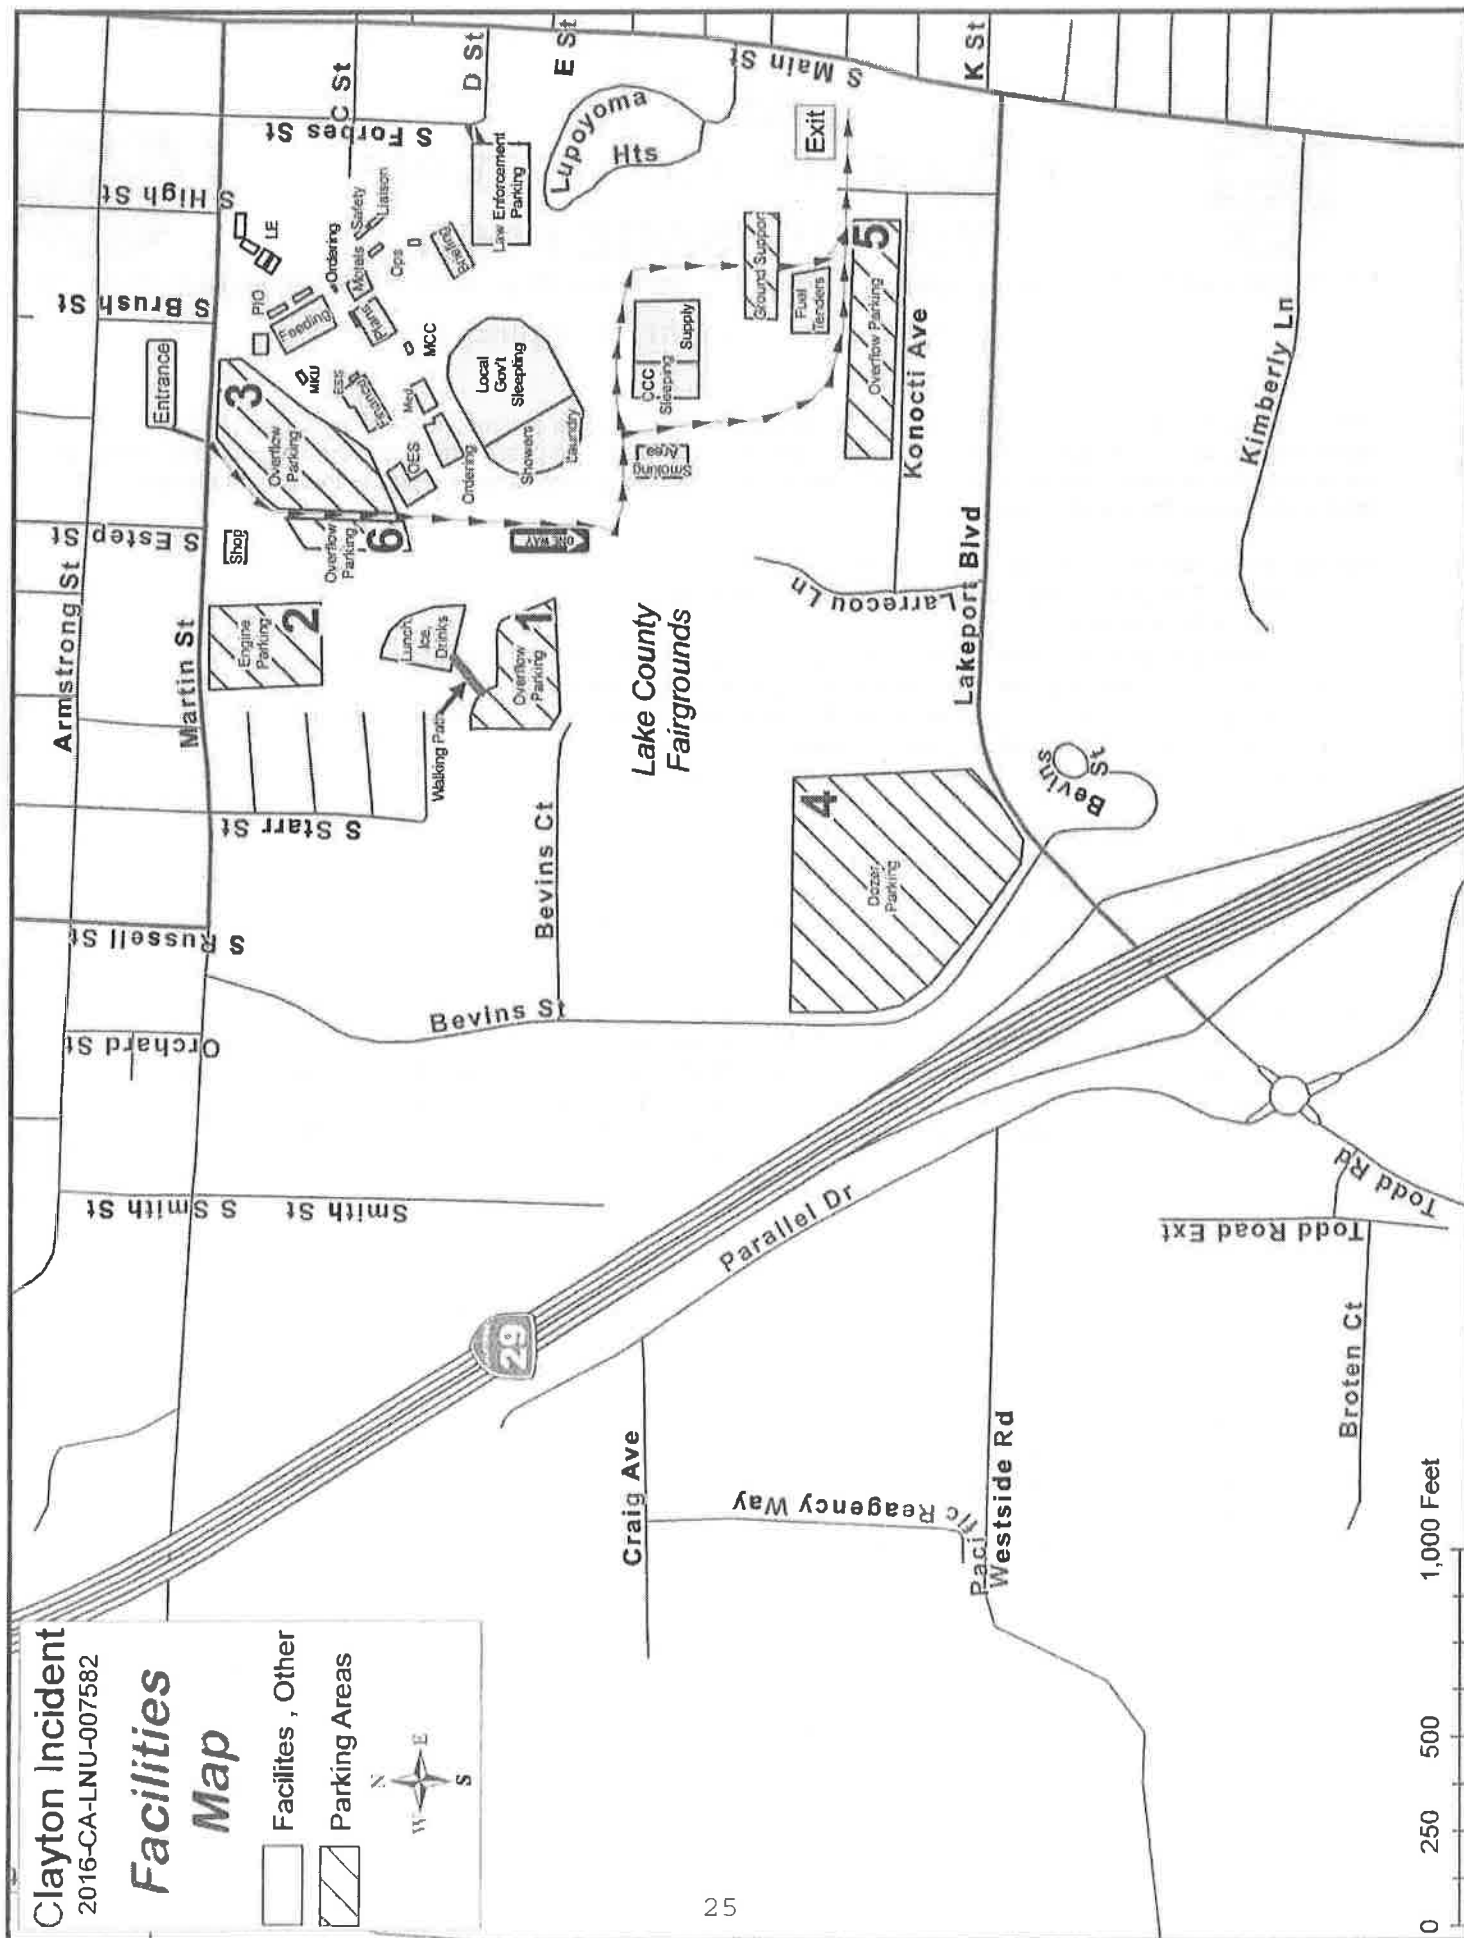 Clayton Incident
2016-CA-LNU-007582
Facilities
Map
Facilites , Other
Parking Areas
N
W
E
S
0
250
500
1,000 Feet
25
29
Armstrong St
Martin St
S Smith St
Smith St
Orchard St
S Russell St
S Starr St
S Estep St
S Brush St
S High St
S Torbes St
C St
D St
E St
K St
S Main St
Lupoyoma
Hts
Bevins St
Bevins Ct
Bevins
St
Parallel Dr
Craig Ave
Reagency Way
Pacific
Westside Rd
Todd Rd
Todd Road Ext
Broten Ct
Lakeport Blvd
Larrecou Ln
Konocti Ave
Kimberly Ln
Lake County
Fairgrounds
Entrance
Exit
Shop
Engine
Parking
2
Overflow
Parking
3
Overflow
Parking
6
Overflow
Parking
1
Dozer
Parking
4
Overflow Parking
5
Lunch,
Ice,
Drinks
Walking Path
ONE WAY
LE
PIO
Feeding
Ordering
Morals
Safety
Liaison
Ops
Briefing
Plans
MCC
MKU
Finance
Med
OES
Ordering
Local
Gov't
Sleepting
Showers
Laundry
Law Enforcement
Parking
CCC
Sleeping
Supply
Smoking
Area
Ground Support
Fuel
Tenders